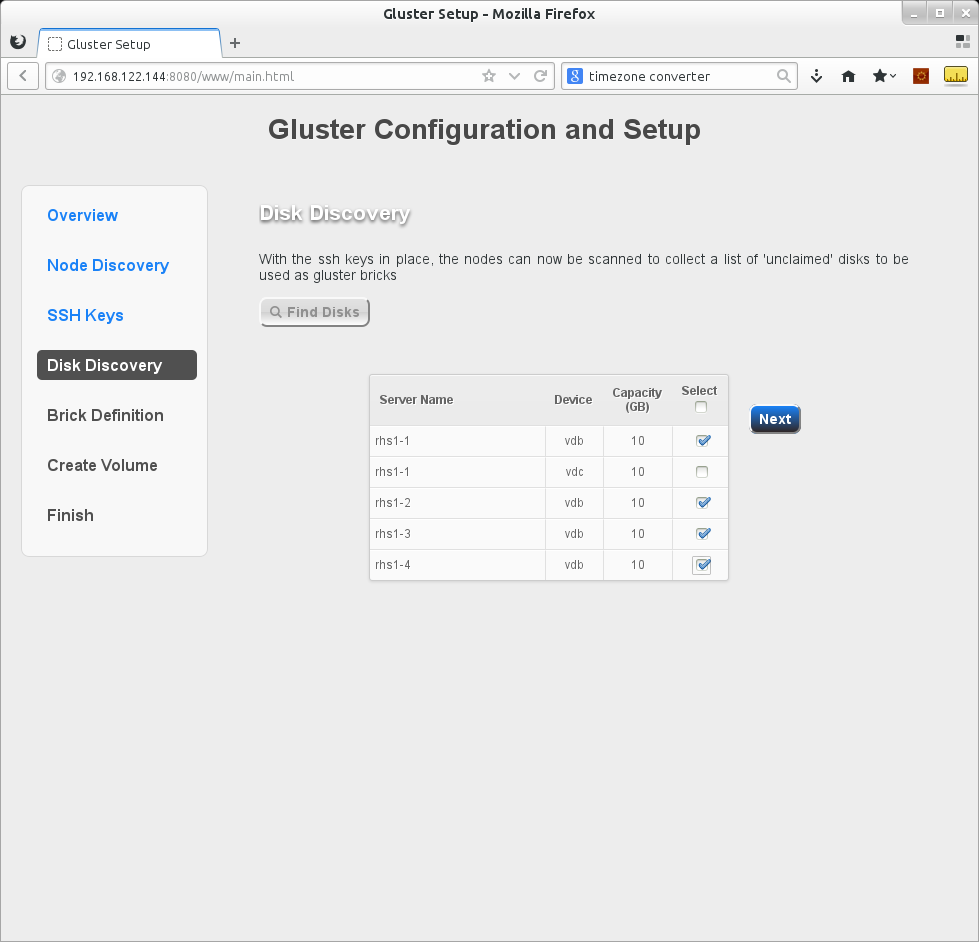 Gluster Setup - Mozilla Firefox
Gluster Setup
192.168.122.144:8080/www/main.html
8 timezone converter
Gluster Configuration and Setup
Overview
Node Discovery
SSH Keys
Disk Discovery
Brick Definition
Create Volume
Finish
Disk Discovery
With the ssh keys in place, the nodes can now be scanned to collect a list of 'unclaimed' disks to be
used as gluster bricks
Find Disks
Server Name Device Capacity (GB) Select
rhs1-1 vdb 10
rhs1-1 vdc 10
rhs1-2 vdb 10
rhs1-3 vdb 10
rhs1-4 vdb 10
Next